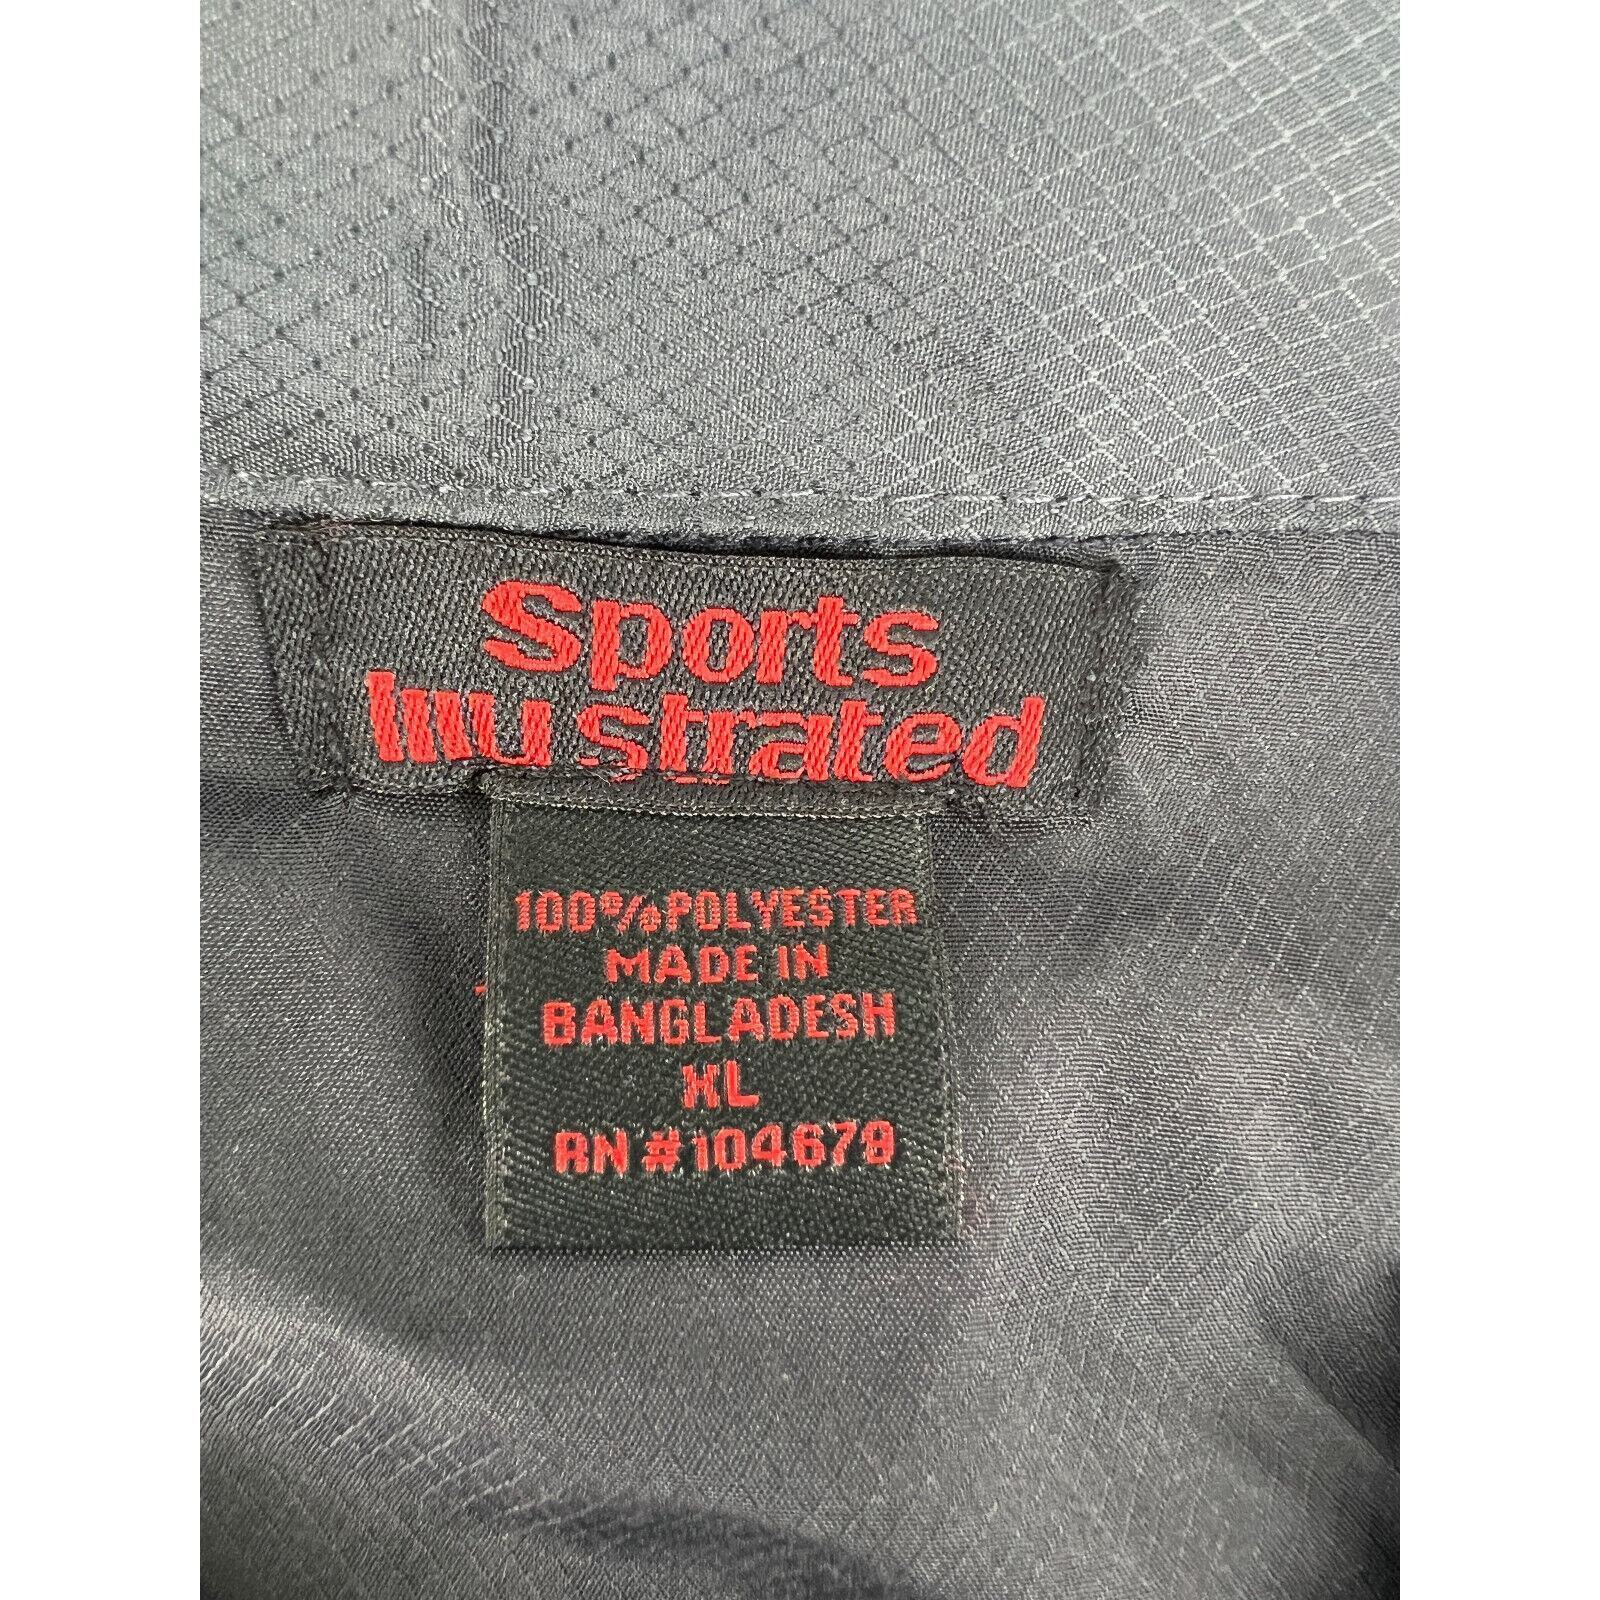 Sports
Illustrated
100% POLYESTER
MADE IN
BANGLADESH
XL
RN #104679